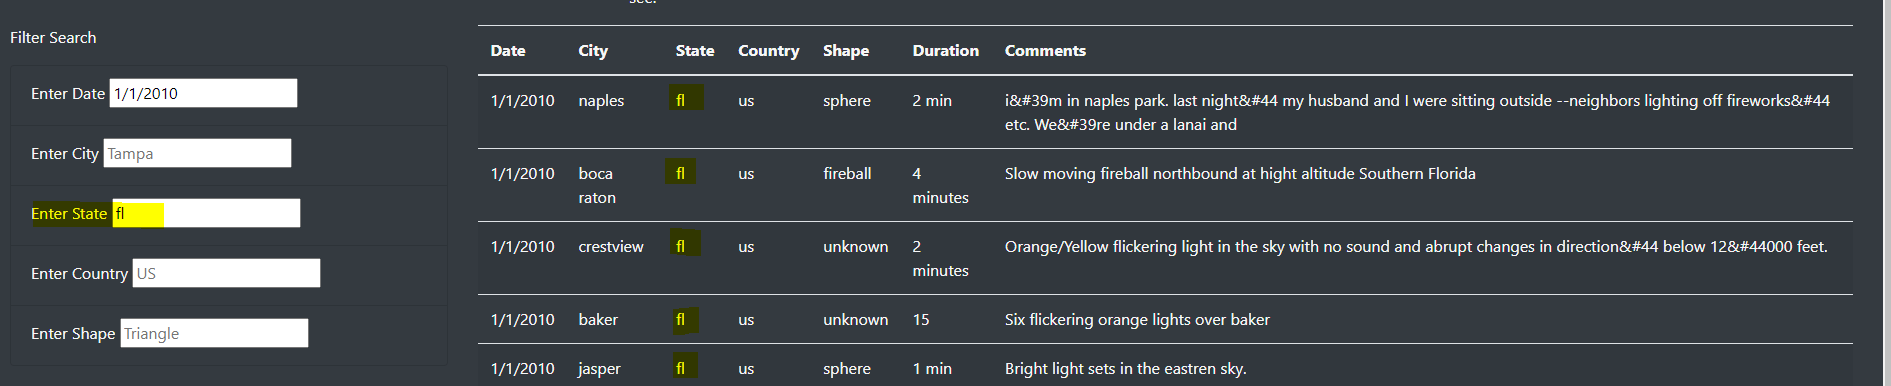 sec.
Filter Search
Enter Date 1/1/2010
Enter City Tampa
Enter State fl
Enter Country US
Enter Shape Triangle
Date City State Country Shape Duration Comments
1/1/2010 naples fl us sphere 2 min i&#39m in naples park. last night&#44 my husband and I were sitting outside --neighbors lighting off fireworks&#44
etc. We&#39re under a lanai and
1/1/2010 boca fl us fireball 4 Slow moving fireball northbound at hight altitude Southern Florida
raton minutes
1/1/2010 crestview fl us unknown 2 Orange/Yellow flickering light in the sky with no sound and abrupt changes in direction&#44 below 12&#44000 feet.
minutes
1/1/2010 baker fl us unknown 15 Six flickering orange lights over baker
1/1/2010 jasper fl us sphere 1 min Bright light sets in the eastren sky.